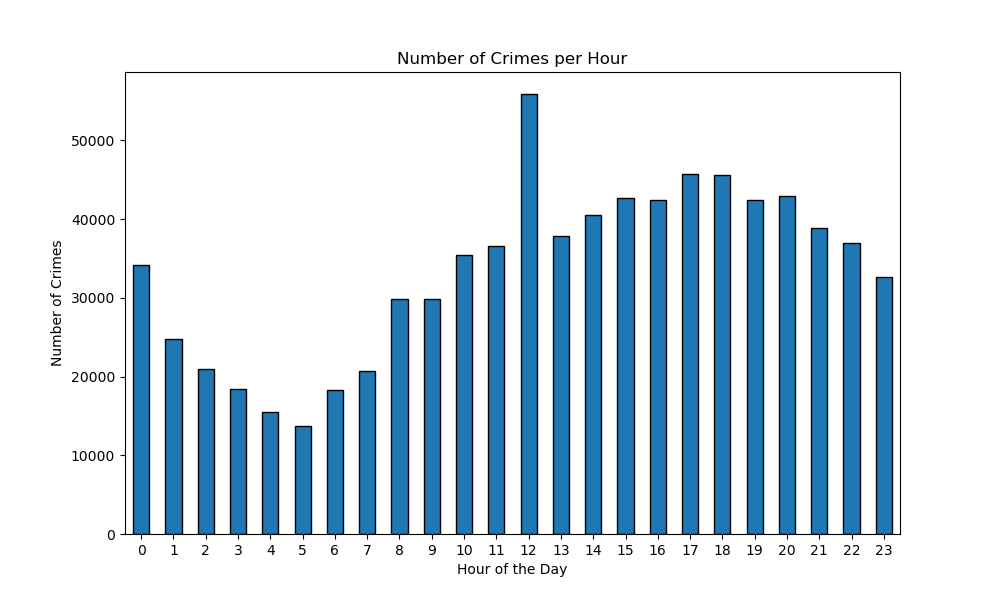 Number of Crimes per Hour
Number of Crimes
50000
40000
30000
20000
10000
0
0 1 2 3 4 5 6 7 8 9 10 11 12 13 14 15 16 17 18 19 20 21 22 23
Hour of the Day